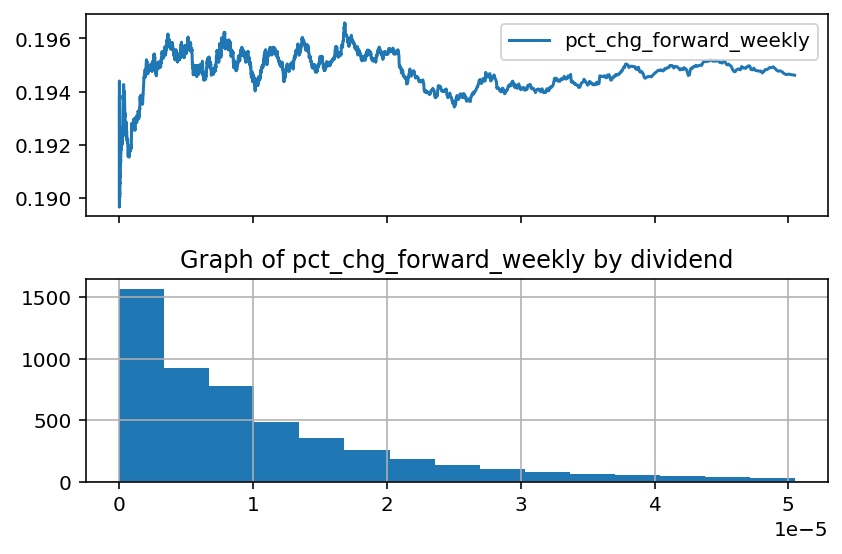 0.196
0.194
0.192
0.190
pct_chg_forward_weekly
Graph of pct_chg_forward_weekly by dividend
1500
1000
500
0
0 1 2 3 4 5
1e−5